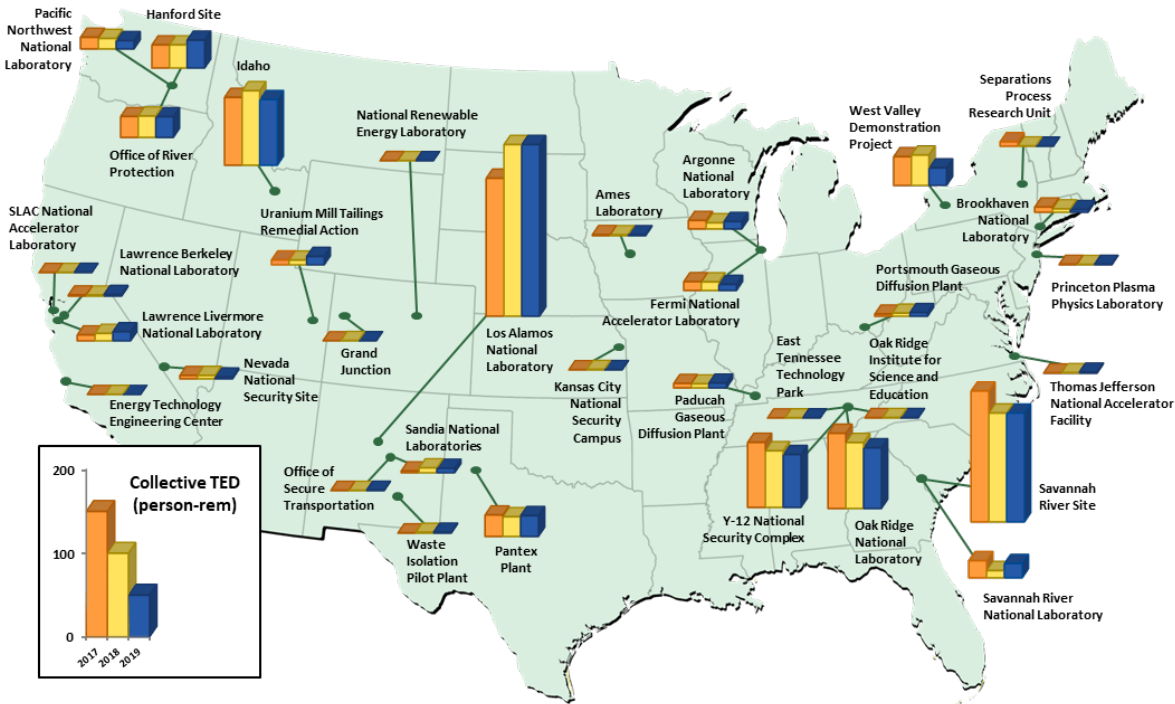 Pacific
Northwest
National
Laboratory
Hanford Site
Idaho
Office of River
Protection
National Renewable
Energy Laboratory
Uranium Mill Tailings
Remedial Action
SLAC National
Accelerator
Laboratory
Lawrence Berkeley
National Laboratory
Lawrence Livermore
National Laboratory
Grand
Junction
Nevada
National
Security Site
Energy Technology
Engineering Center
Los Alamos
National
Laboratory
Ames
Laboratory
Argonne
National
Laboratory
Fermi National
Accelerator Laboratory
Kansas City
National
Security
Campus
Paducah
Gaseous
Diffusion Plant
East
Tennessee
Technology
Park
West Valley
Demonstration
Project
Separations
Process
Research Unit
Brookhaven
National
Laboratory
Princeton Plasma
Physics Laboratory
Portsmouth Gaseous
Diffusion Plant
Oak Ridge
Institute for
Science and
Education
Thomas Jefferson
National Accelerator
Facility
Savannah
River Site
Savannah River
National Laboratory
Y-12 National
Security Complex
Oak Ridge
National
Laboratory
Sandia National
Laboratories
Office of
Secure
Transportation
Waste
Isolation
Pilot Plant
Pantex
Plant
Collective TED
(person-rem)
200
100
0
2017
2018
2019